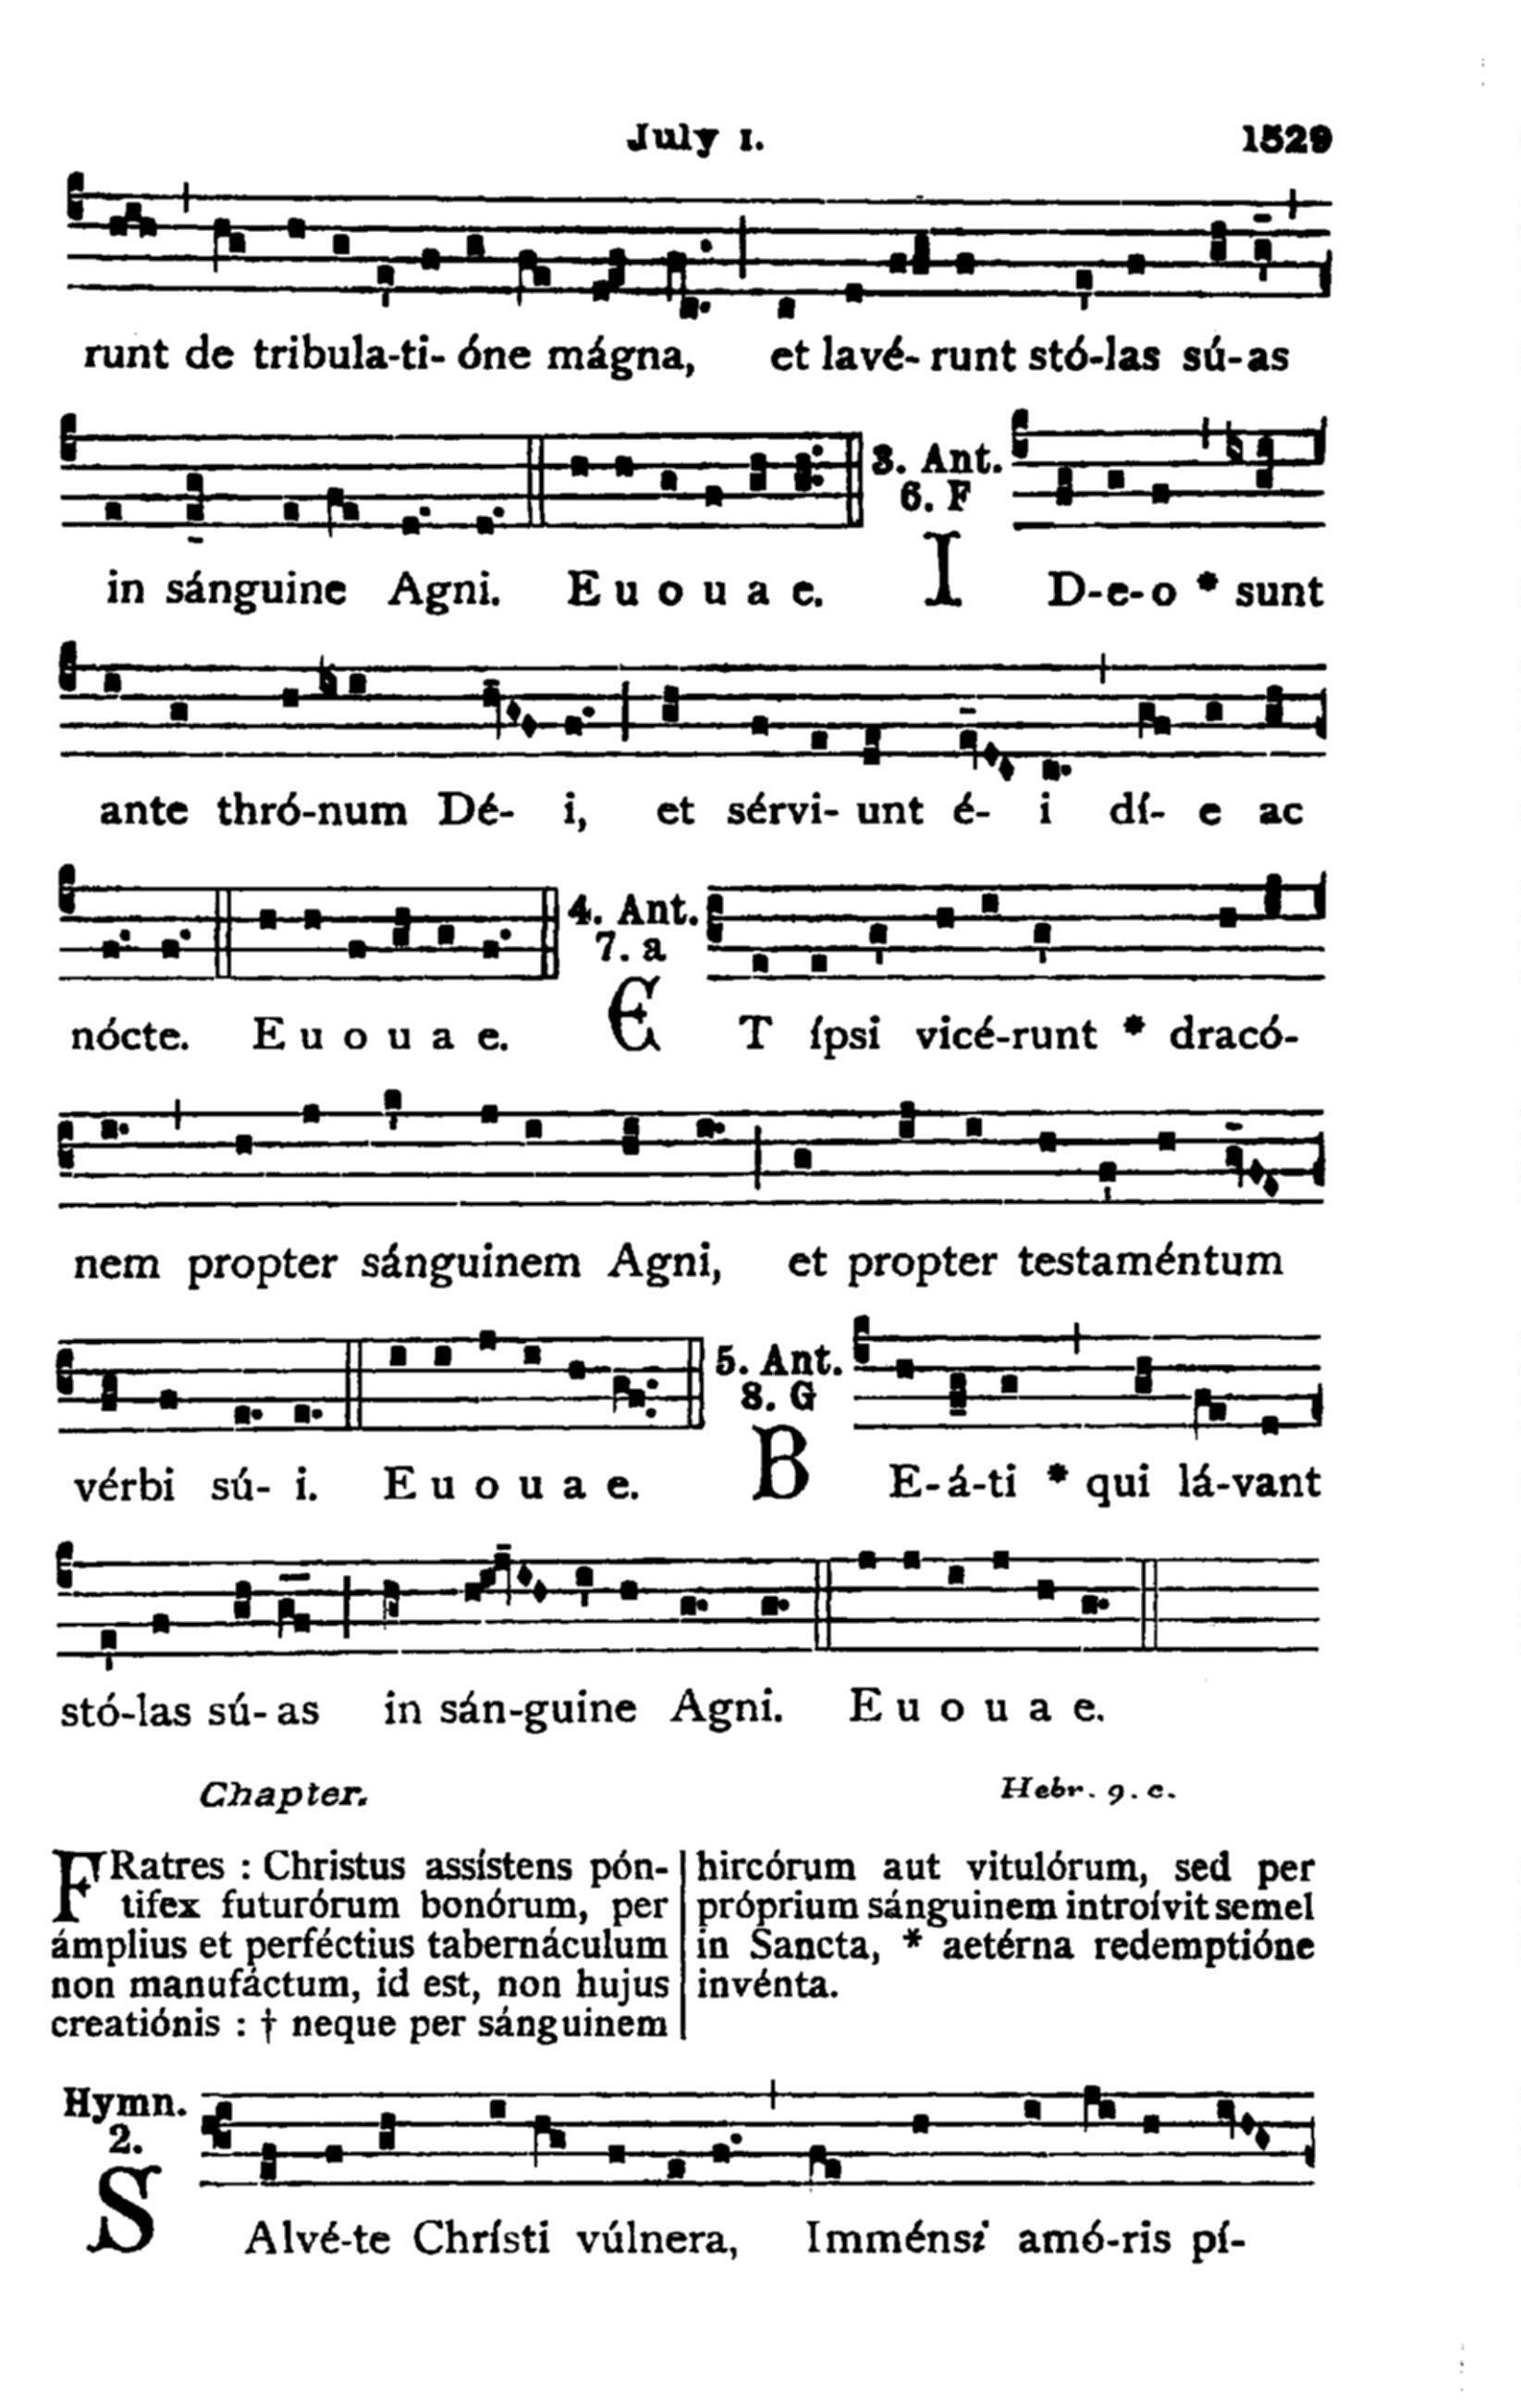 July 1. 1529
runt de tribula-ti- óne mágna, et lavé- runt stó-las sú-as
3. Ant.
6. F
in sánguine Agni. E u o u a e. I D-e-o * sunt
ante thró-num Dé- i, et sérvi- unt é- i dí- e ac
4. Ant.
7. a
nócte. E u o u a e. E T ípsi vicé-runt * dracó-
nem propter sánguinem Agni, et propter testaméntum
5. Ant.
8. G
vérbi sú- i. E u o u a e. B E-á-ti * qui lá-vant
stó-las sú-as in sán-guine Agni. E u o u a e.
Chapter. Hebr. 9. c.
FRatres : Christus assístens pón-
tifex futurórum bonórum, per
ámplius et perféctius tabernáculum
non manufáctum, id est, non hujus
creatiónis : † neque per sánguinem
hircórum aut vitulórum, sed per
próprium sánguinem introívit semel
in Sancta, * aetérna redemptióne
invénta.
Hymn.
2.
S Alvé-te Chrísti vúlnera, Imménsi amó-ris pí-